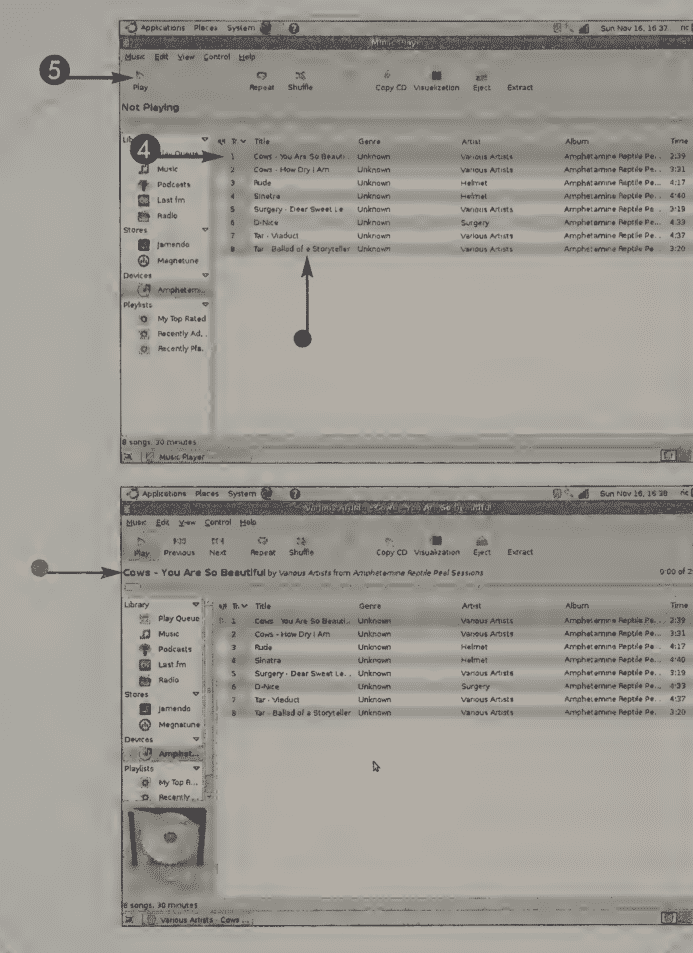 Applications Places System Sun Nov 16, 16 37
Music Edit View Control Help
5
Play Repeat Shuffle Copy CD Visualization Eject Extract
Not Playing
4
Title Genre Artist Album Time
1 Cows - You Are So Beauti.. Unknown Various Artists Amphetamine Reptile Pe... 2:39
2 Cows - How Dry I Am Unknown Various Artists Amphetamine Reptile Pe... 3:31
3 Rude Unknown Helmet Amphetamine Reptile Pe... 4:17
4 Sinatra Unknown Helmet Amphetamine Reptile Pe... 4:40
5 Surgery - Dear Sweet Le Unknown Various Artists Amphetamine Reptile Pe.. 3:19
6 D-Nice Unknown Surgery Amphetamine Reptile Pe.. 4:33
7 Tar - Viaduct Unknown Various Artists Amphetamine Reptile Pe.. 4:37
8 Tar Ballad of a Storyteller Unknown Various Artists Amphetamine Reptile Pe 3:20
Play Queue
Music
Podcasts
Last fm
Radio
Stores
Jamendo
Magnatune
Devices
Amphetami...
Playlists
My Top Rated
Recently Ad..
Recently Pla.
8 songs, 30 minutes
Music Player
Applications Places System Sun Nov 16, 16 38
Various Artists - Cows - You Are So Beautiful
Music Edit View Control Help
Play Previous Next Repeat Shuffle Copy CD Visualization Eject Extract
Cows - You Are So Beautiful by Various Artists from Amphetamine Reptile Peel Sessions 0:00 of 2
Library Title Genre Artist Album Time
1 Cows You Are So Beauti.. Unknown Various Artists Amphetamine Reptile Pe... 2:39
2 Cows - How Dry I Am Unknown Various Artists Amphetamine Reptile Pe... 3:31
3 Rude Unknown Helmet Amphetamine Reptile Pe... 4:17
4 Sinatra Unknown Helmet Amphetamine Reptile Pe... 4:40
5 Surgery - Dear Sweet Le... Unknown Various Artists Amphetamine Reptile Pe... 3:19
6 D-Nice Unknown Surgery Amphetamine Reptile Pe... 4:33
7 Tar - Viaduct Unknown Various Artists Amphetamine Reptile Pe... 4:37
8 Tar - Ballad of a Storyteller Unknown Various Artists Amphetamine Reptile Pe... 3:20
Play Queue
Music
Podcasts
Last fm
Radio
Stores
Jamendo
Magnatune
Devices
Amphet...
Playlists
My Top R...
Recently ...
8 songs, 30 minutes
Various Artists - Cows ...